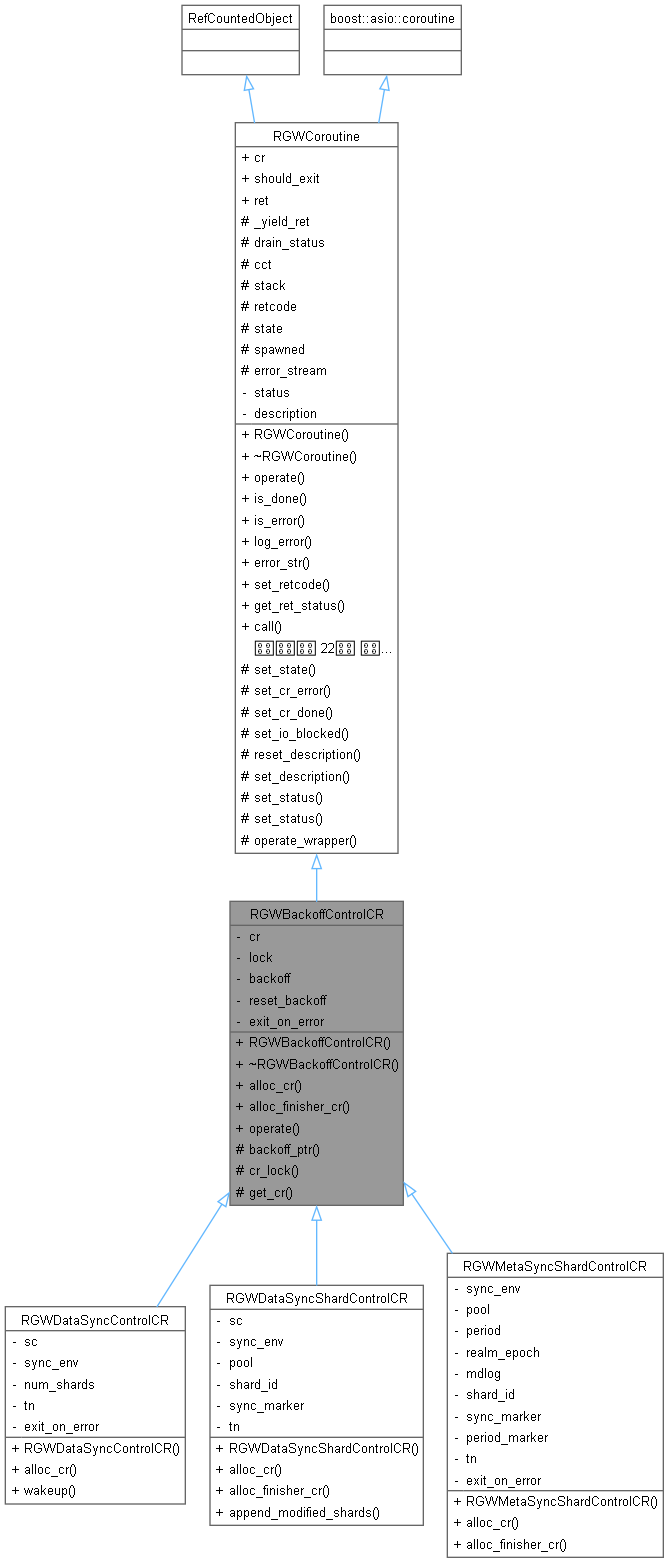 RefCountedObject
boost::asio::coroutine
RGWCoroutine
+ cr
+ should_exit
+ ret
# _yield_ret
# drain_status
# cct
# stack
# retcode
# state
# spawned
# error_stream
- status
- description
+ RGWCoroutine()
+ ~RGWCoroutine()
+ operate()
+ is_done()
+ is_error()
+ log_error()
+ error_str()
+ set_retcode()
+ get_ret_status()
+ call()
22 ...
# set_state()
# set_cr_error()
# set_cr_done()
# set_io_blocked()
# reset_description()
# set_description()
# set_status()
# set_status()
# operate_wrapper()
RGWBackoffControlCR
- cr
- lock
- backoff
- reset_backoff
- exit_on_error
+ RGWBackoffControlCR()
+ ~RGWBackoffControlCR()
+ alloc_cr()
+ alloc_finisher_cr()
+ operate()
# backoff_ptr()
# cr_lock()
# get_cr()
RGWDataSyncControlCR
- sc
- sync_env
- num_shards
- tn
- exit_on_error
+ RGWDataSyncControlCR()
+ alloc_cr()
+ wakeup()
RGWDataSyncShardControlCR
- sc
- sync_env
- pool
- shard_id
- sync_marker
- tn
+ RGWDataSyncShardControlCR()
+ alloc_cr()
+ alloc_finisher_cr()
+ append_modified_shards()
RGWMetaSyncShardControlCR
- sync_env
- pool
- period
- realm_epoch
- mdlog
- shard_id
- sync_marker
- period_marker
- tn
- exit_on_error
+ RGWMetaSyncShardControlCR()
+ alloc_cr()
+ alloc_finisher_cr()